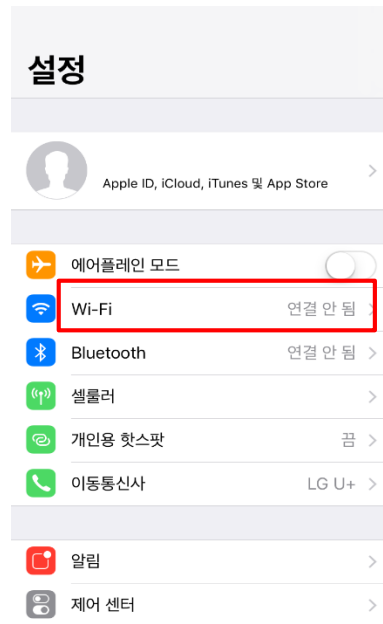 설정
Apple ID, iCloud, iTunes 및 App Store
에어플레인 모드
Wi-Fi 연결 안 됨
Bluetooth 연결 안 됨
셀룰러
개인용 핫스팟 끔
이동통신사 LG U+
알림
제어 센터